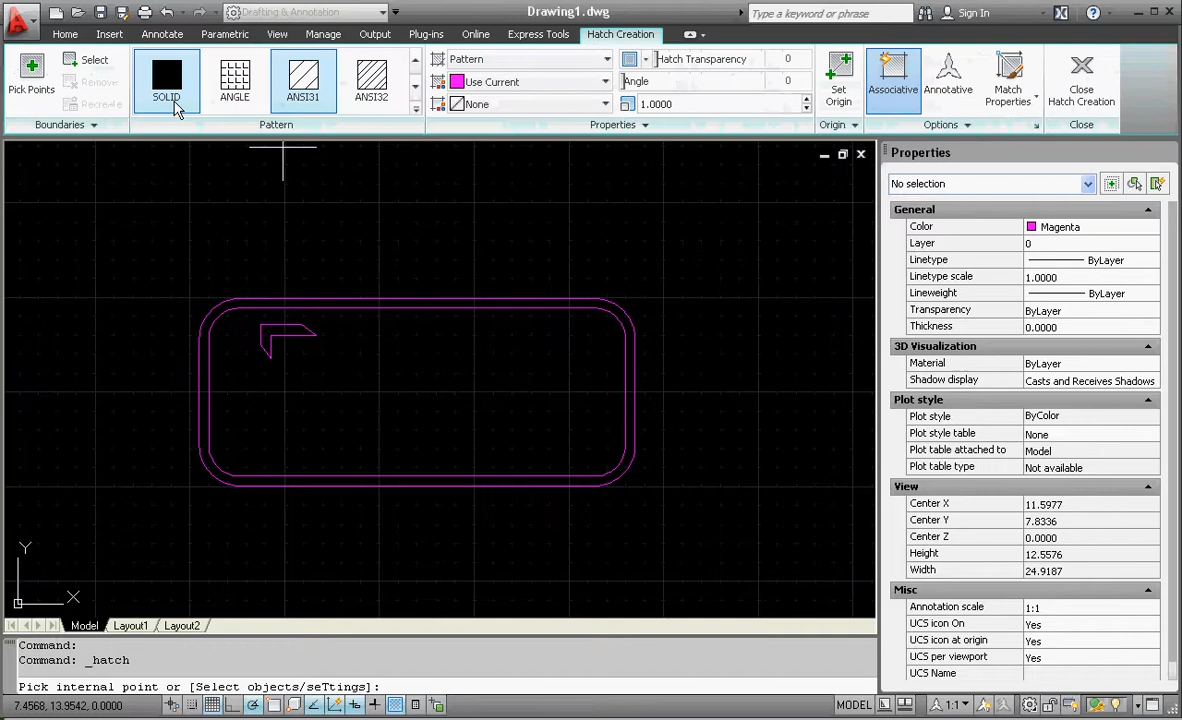 Drafting & Annotation
Drawing1.dwg
Type a keyword or phrase
Sign In
Home Insert Annotate Parametric View Manage Output Plug-ins Online Express Tools Hatch Creation
Pick Points
Select
Remove
Recreate
Boundaries
SOLID
ANGLE
ANSI31
ANSI32
Pattern
Pattern
Use Current
None
Hatch Transparency 0
Angle 0
1.0000
Properties
Set
Origin
Origin
Associative
Annotative
Match
Properties
Options
Close
Hatch Creation
Close
Properties
No selection
General
Color Magenta
Layer 0
Linetype ByLayer
Linetype scale 1.0000
Lineweight ByLayer
Transparency ByLayer
Thickness 0.0000
3D Visualization
Material ByLayer
Shadow display Casts and Receives Shadows
Plot style
Plot style ByColor
Plot style table None
Plot table attached to Model
Plot table type Not available
View
Center X 11.5977
Center Y 7.8336
Center Z 0.0000
Height 12.5576
Width 24.9187
Misc
Annotation scale 1:1
UCS icon On Yes
UCS icon at origin Yes
UCS per viewport Yes
UCS Name
Y
X
Model Layout1 Layout2
Command:
Command: _hatch
Pick internal point or [Select objects/seTtings]:
7.4568, 13.9542, 0.0000
MODEL
1:1